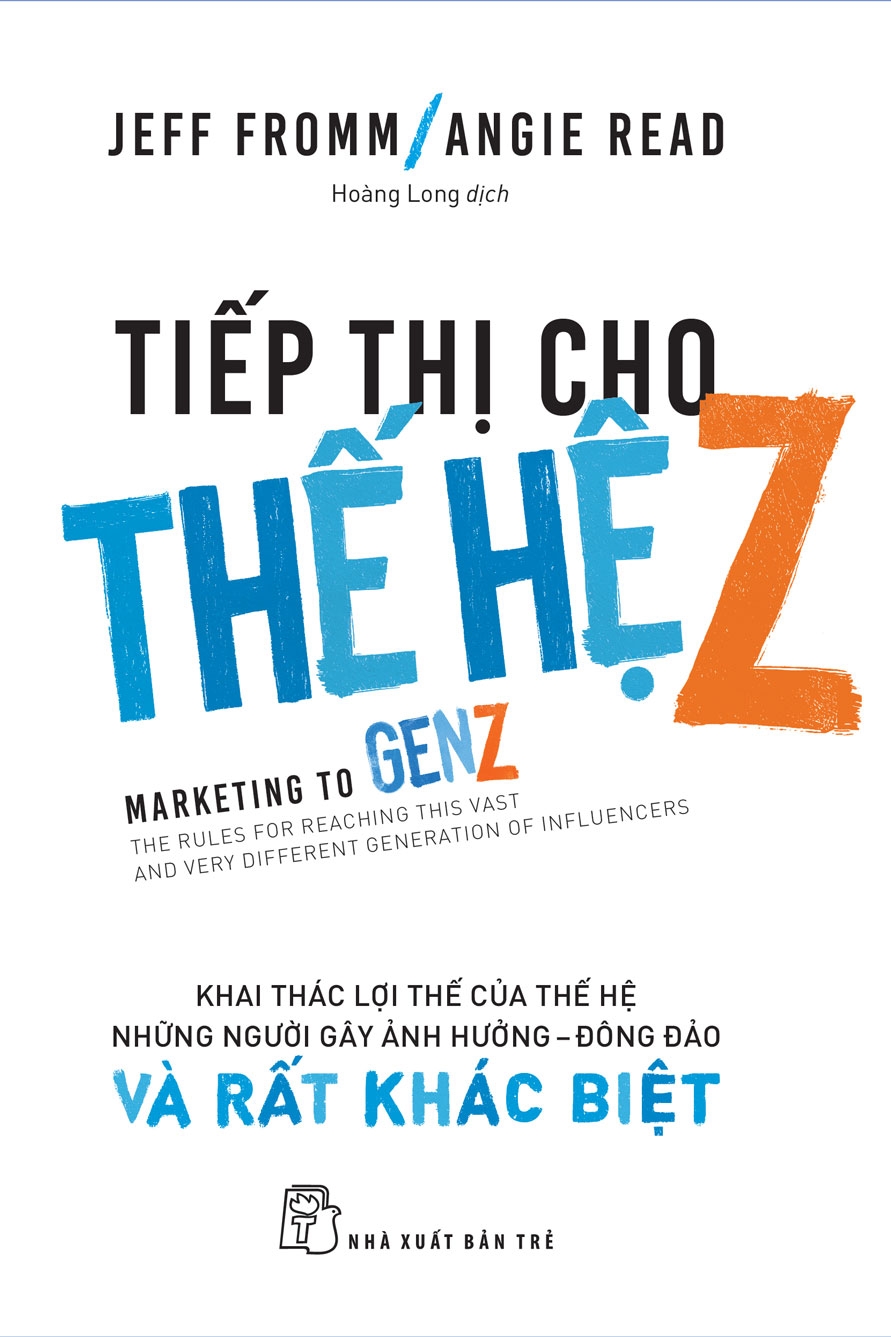 JEFF FROMM/ANGIE READ
Hoàng Long dịch
TIẾP THỊ CHO
THẾ HỆ Z
MARKETING TO GENZ
THE RULES FOR REACHING THIS VAST
AND VERY DIFFERENT GENERATION OF INFLUENCERS
KHAI THÁC LỢI THẾ CỦA THẾ HỆ
NHỮNG NGƯỜI GÂY ẢNH HƯỞNG – ĐÔNG ĐẢO
VÀ RẤT KHÁC BIỆT
T
NHÀ XUẤT BẢN TRẺ